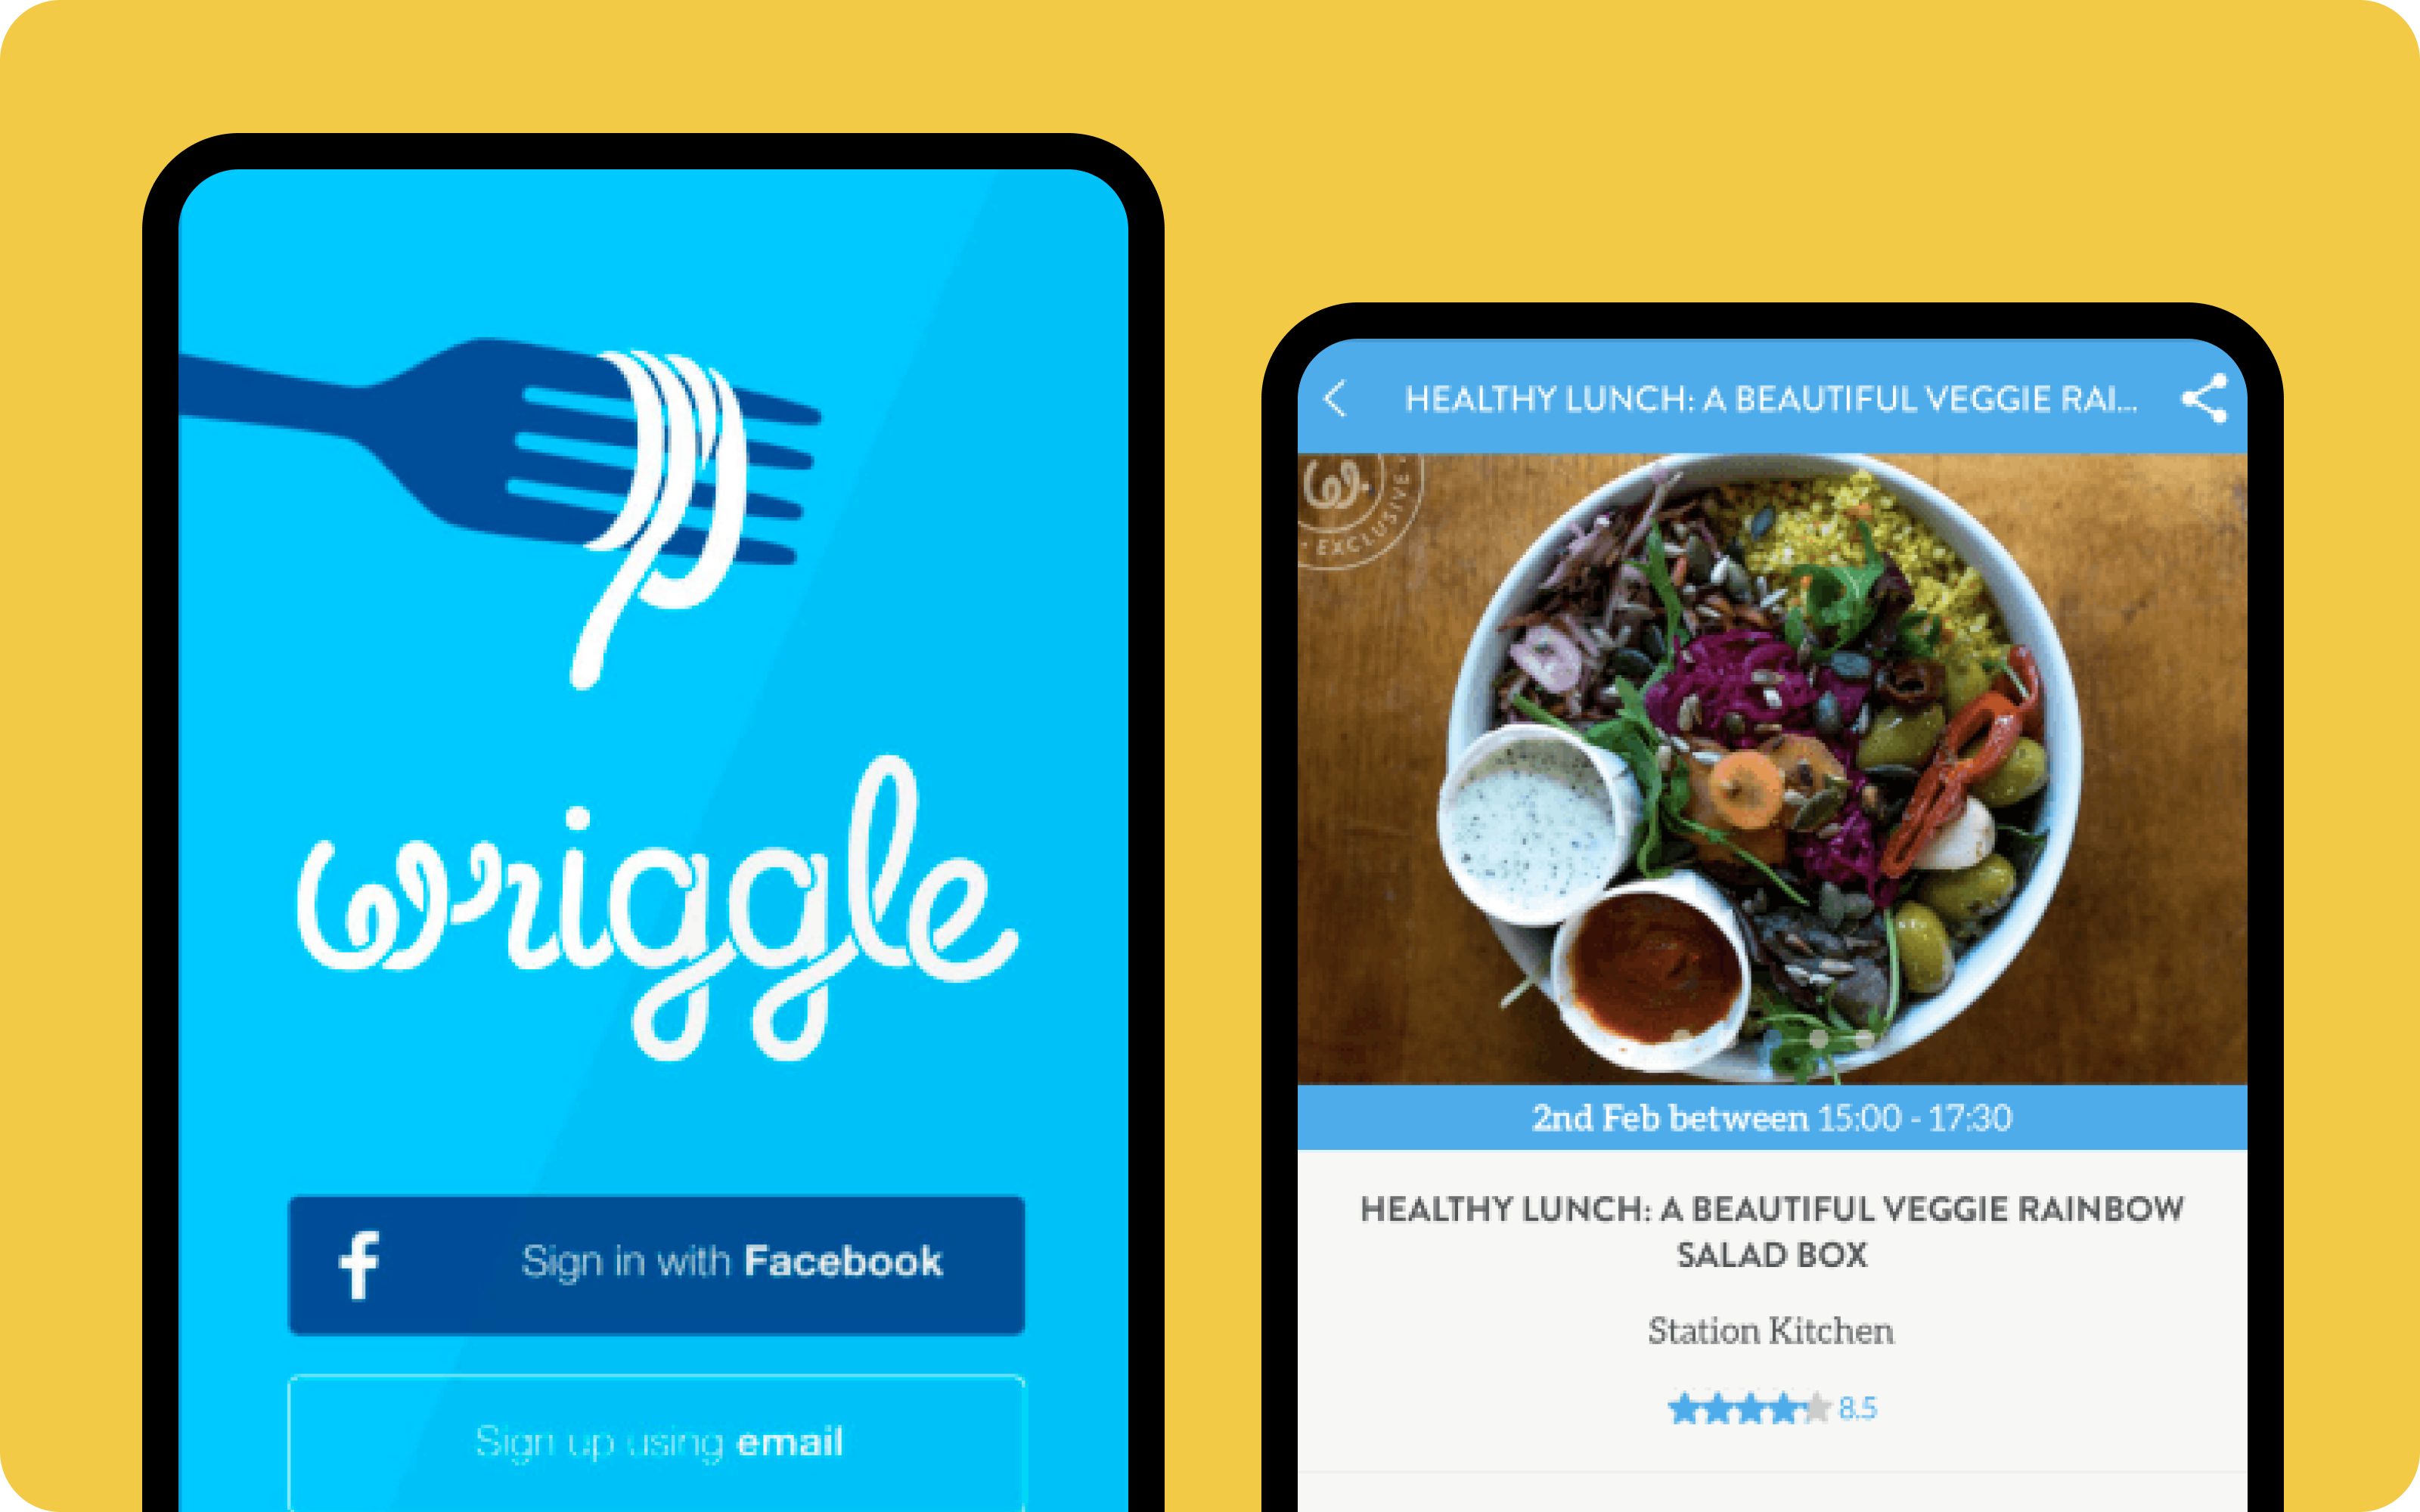 wriggle
Sign in with Facebook
Sign up using email
HEALTHY LUNCH: A BEAUTIFUL VEGGIE RAI...
w.
EXCLUSIVE
2nd Feb between 15:00 - 17:30
HEALTHY LUNCH: A BEAUTIFUL VEGGIE RAINBOW
SALAD BOX
Station Kitchen
8.5